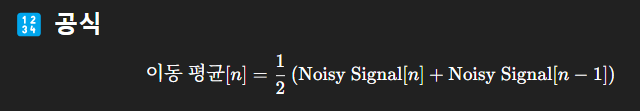 🔢 공식
이동 평균[n] = 1/2 (Noisy Signal[n] + Noisy Signal[n − 1])